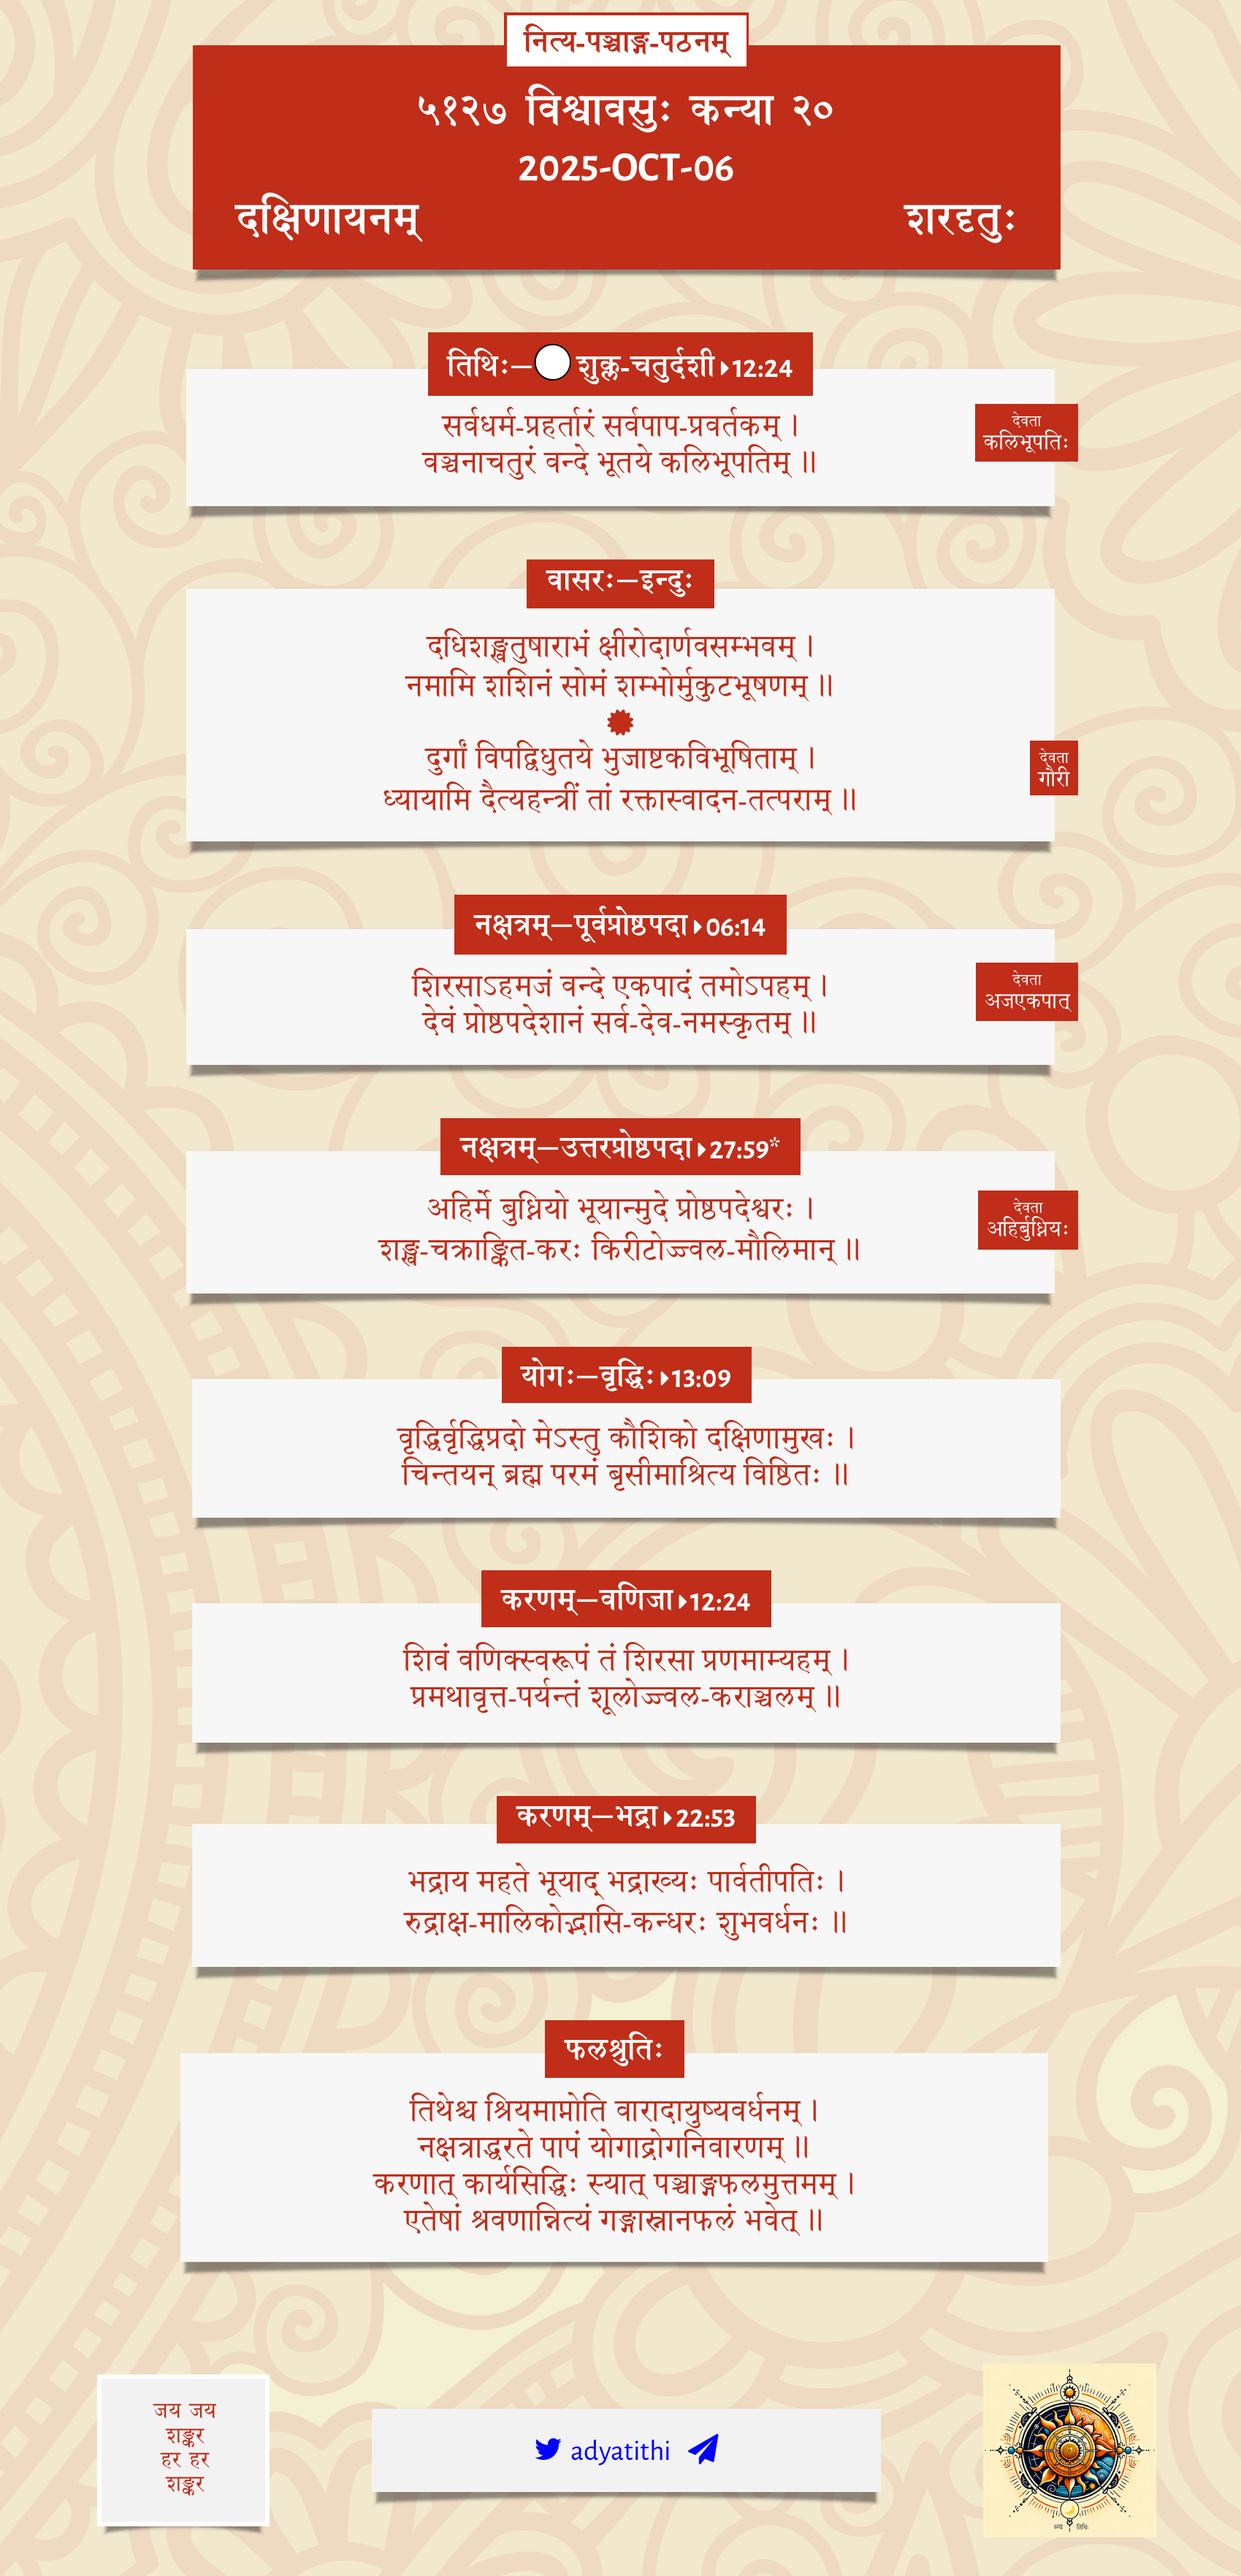 नित्य-पञ्चाङ्ग-पठनम्
५१२७ विश्वावसुः कन्या २०
2025-OCT-06
दक्षिणायनम् शरदृतुः
तिथिः—शुक्ल-चतुर्दशी 12:24
सर्वधर्म-प्रहर्तारं सर्वपाप-प्रवर्तकम् ।
वञ्चनाचतुरं वन्दे भूतये कलिभूपतिम् ॥
देवता
कलिभूपतिः
वासरः—इन्दुः
दधिशङ्खतुषाराभं क्षीरोदार्णवसम्भवम् ।
नमामि शशिनं सोमं शम्भोर्मुकुटभूषणम् ॥
दुर्गां विपद्विधुतये भुजाष्टकविभूषिताम् ।
ध्यायामि दैत्यहन्त्रीं तां रक्तास्वादन-तत्पराम् ॥
देवता
गौरी
नक्षत्रम्—पूर्वप्रोष्ठपदा 06:14
शिरसाऽहमजं वन्दे एकपादं तमोऽपहम् ।
देवं प्रोष्ठपदेशानं सर्व-देव-नमस्कृतम् ॥
देवता
अजएकपात्
नक्षत्रम्—उत्तरप्रोष्ठपदा 27:59*
अहिर्मे बुध्नियो भूयान्मुदे प्रोष्ठपदेश्वरः ।
शङ्ख-चक्राङ्कित-करः किरीटोज्ज्वल-मौलिमान् ॥
देवता
अहिर्बुध्नियः
योगः—वृद्धिः 13:09
वृद्धिर्वृद्धिप्रदो मेऽस्तु कौशिको दक्षिणामुखः ।
चिन्तयन् ब्रह्म परमं बृसीमाश्रित्य विष्ठितः ॥
करणम्—वणिजा 12:24
शिवं वणिक्स्वरूपं तं शिरसा प्रणमाम्यहम् ।
प्रमथावृत्त-पर्यन्तं शूलोज्ज्वल-कराञ्चलम् ॥
करणम्—भद्रा 22:53
भद्राय महते भूयाद् भद्राख्यः पार्वतीपतिः ।
रुद्राक्ष-मालिकोद्भासि-कन्धरः शुभवर्धनः ॥
फलश्रुतिः
तिथेश्च श्रियमाप्नोति वारादायुष्यवर्धनम् ।
नक्षत्राद्धरते पापं योगाद्रोगनिवारणम् ॥
करणात् कार्यसिद्धिः स्यात् पञ्चाङ्गफलमुत्तमम् ।
एतेषां श्रवणान्नित्यं गङ्गास्नानफलं भवेत् ॥
जय जय
शङ्कर
हर हर
शङ्कर
adyatithi
अद्य तिथिः